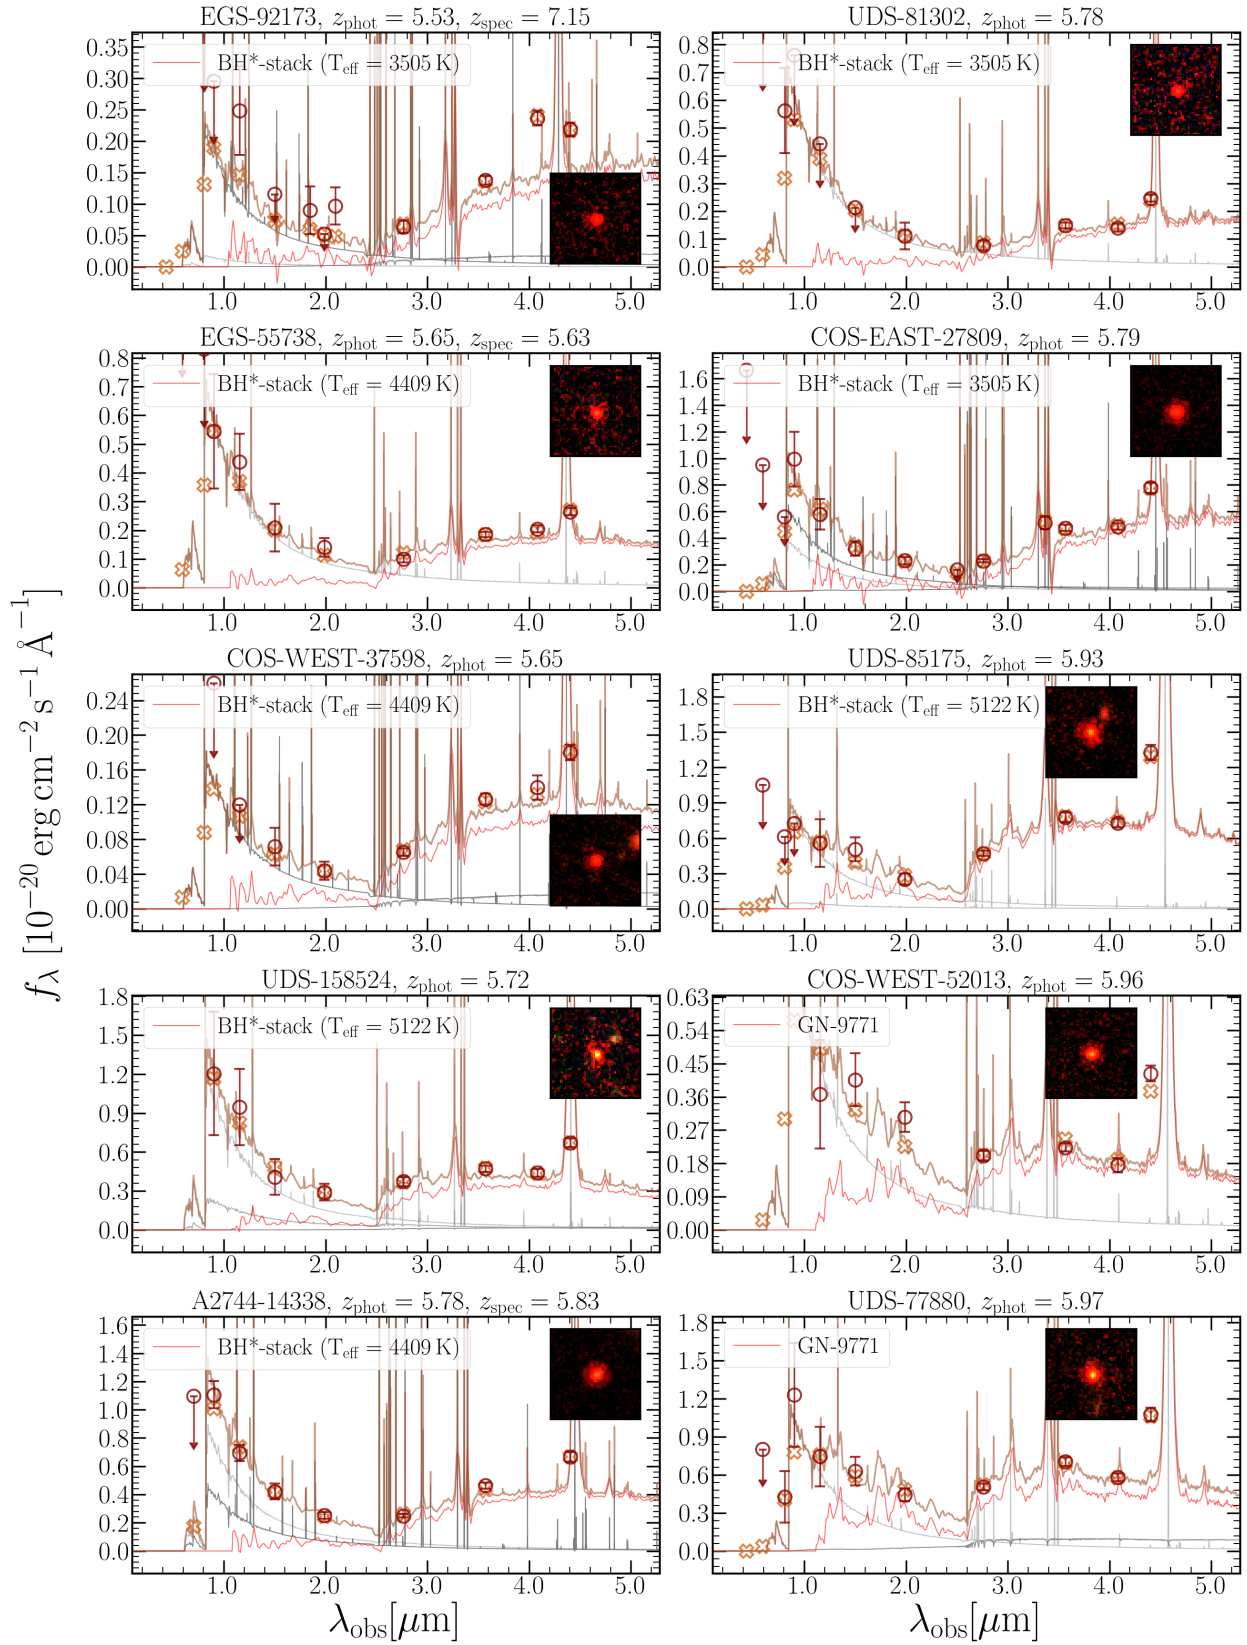 EGS-92173, z_phot = 5.53, z_spec = 7.15
BH*-stack (T_eff = 3505 K)
0.35
0.30
0.25
0.20
0.15
0.10
0.05
0.00
1.0 2.0 3.0 4.0 5.0
UDS-81302, z_phot = 5.78
BH*-stack (T_eff = 3505 K)
0.8
0.7
0.6
0.4
0.3
0.2
0.1
0.0
1.0 2.0 3.0 4.0 5.0
EGS-55738, z_phot = 5.65, z_spec = 5.63
BH*-stack (T_eff = 4409 K)
0.8
0.7
0.6
0.5
0.4
0.3
0.2
0.1
0.0
1.0 2.0 3.0 4.0 5.0
COS-EAST-27809, z_phot = 5.79
BH*-stack (T_eff = 3505 K)
1.6
1.4
1.2
1.0
0.8
0.6
0.4
0.2
0.0
1.0 2.0 3.0 4.0 5.0
COS-WEST-37598, z_phot = 5.65
BH*-stack (T_eff = 4409 K)
0.24
0.20
0.16
0.12
0.08
0.04
0.00
1.0 2.0 3.0 4.0 5.0
UDS-85175, z_phot = 5.93
BH*-stack (T_eff = 5122 K)
1.8
1.5
1.2
0.9
0.6
0.3
0.0
1.0 2.0 3.0 4.0 5.0
UDS-158524, z_phot = 5.72
BH*-stack (T_eff = 5122 K)
1.8
1.5
1.2
0.9
0.6
0.3
0.0
1.0 2.0 3.0 4.0 5.0
COS-WEST-52013, z_phot = 5.96
GN-9771
0.63
0.54
0.45
0.36
0.27
0.18
0.09
0.00
1.0 2.0 3.0 4.0 5.0
A2744-14338, z_phot = 5.78, z_spec = 5.83
BH*-stack (T_eff = 4409 K)
1.6
1.4
1.2
1.0
0.8
0.6
0.4
0.2
0.0
1.0 2.0 3.0 4.0 5.0
UDS-77880, z_phot = 5.97
GN-9771
1.8
1.5
1.2
0.9
0.6
0.3
0.0
1.0 2.0 3.0 4.0 5.0
f_λ [10⁻²⁰ erg cm⁻² s⁻¹ Å⁻¹]
λ_obs[μm]
λ_obs[μm]